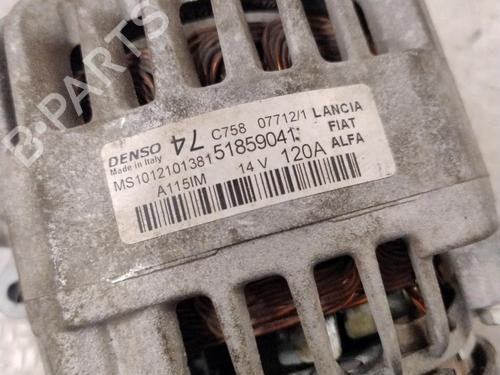 B-PARTS
DENSO 74 C758 07712/1 LANCIA
Made in Italy 51859041 FIAT
MS1012101381 14 V 120A ALFA
A115IM